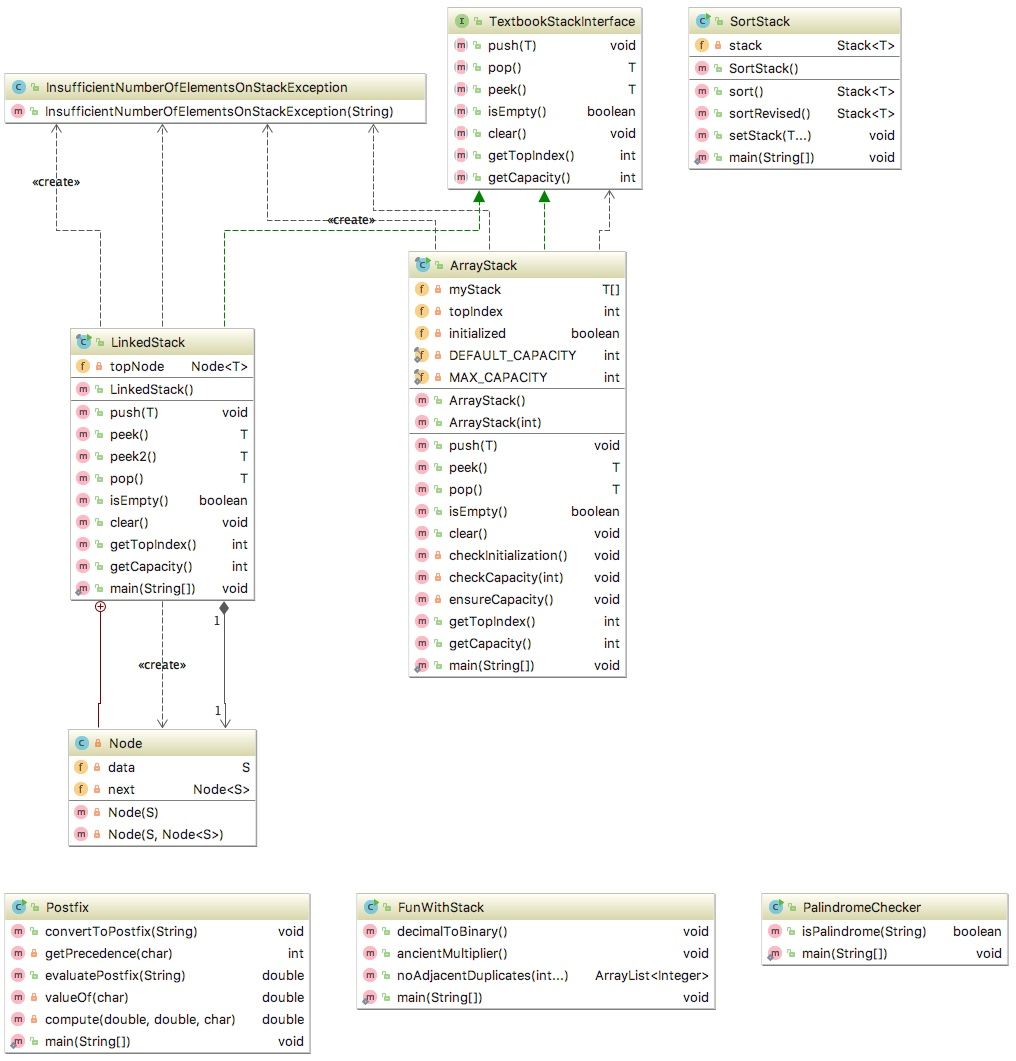 TextbookStackInterface
push(T) void
pop() T
peek() T
isEmpty() boolean
clear() void
getTopIndex() int
getCapacity() int
SortStack
stack Stack<T>
SortStack()
sort() Stack<T>
sortRevised() Stack<T>
setStack(T...) void
main(String[]) void
InsufficientNumberOfElementsOnStackException
InsufficientNumberOfElementsOnStackException(String)
«create»
«create»
ArrayStack
myStack T[]
topIndex int
initialized boolean
DEFAULT_CAPACITY int
MAX_CAPACITY int
ArrayStack()
ArrayStack(int)
push(T) void
peek() T
pop() T
isEmpty() boolean
clear() void
checkInitialization() void
checkCapacity(int) void
ensureCapacity() void
getTopIndex() int
getCapacity() int
main(String[]) void
LinkedStack
topNode Node<T>
LinkedStack()
push(T) void
peek() T
peek2() T
pop() T
isEmpty() boolean
clear() void
getTopIndex() int
getCapacity() int
main(String[]) void
1
«create»
1
Node
data S
next Node<S>
Node(S)
Node(S, Node<S>)
Postfix
convertToPostfix(String) void
getPrecedence(char) int
evaluatePostfix(String) double
valueOf(char) double
compute(double, double, char) double
main(String[]) void
FunWithStack
decimalToBinary() void
ancientMultiplier() void
noAdjacentDuplicates(int...) ArrayList<Integer>
main(String[]) void
PalindromeChecker
isPalindrome(String) boolean
main(String[]) void